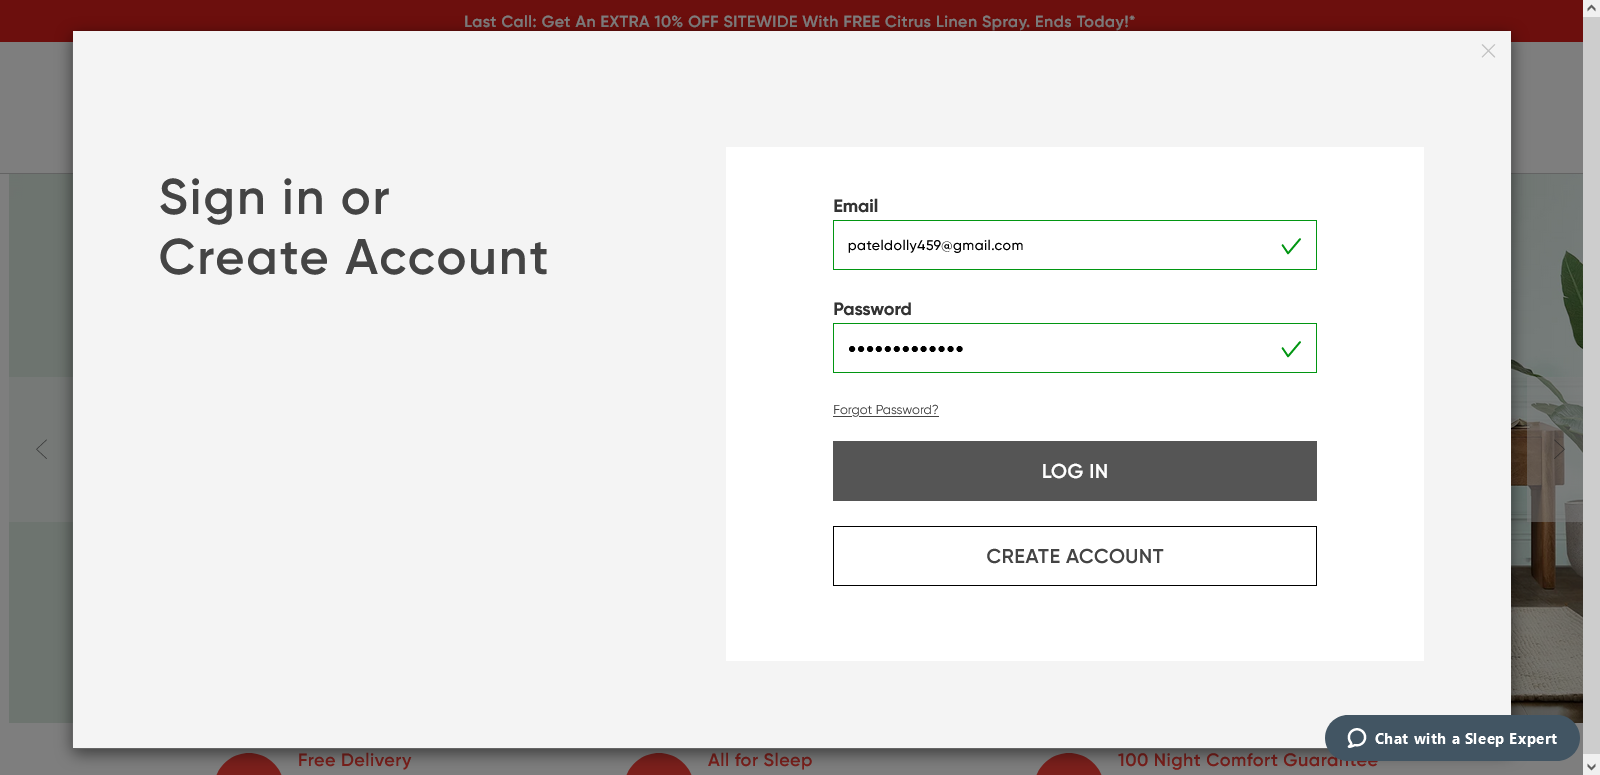 Last Call: Get An EXTRA 10% OFF SITEWIDE With FREE Citrus Linen Spray. Ends Today!*
Sign in or
Create Account
Email
pateldolly459@gmail.com
Password
•••••••••••••
Forgot Password?
LOG IN
CREATE ACCOUNT
Chat with a Sleep Expert
Free Delivery
All for Sleep
100 Night Comfort Guarantee